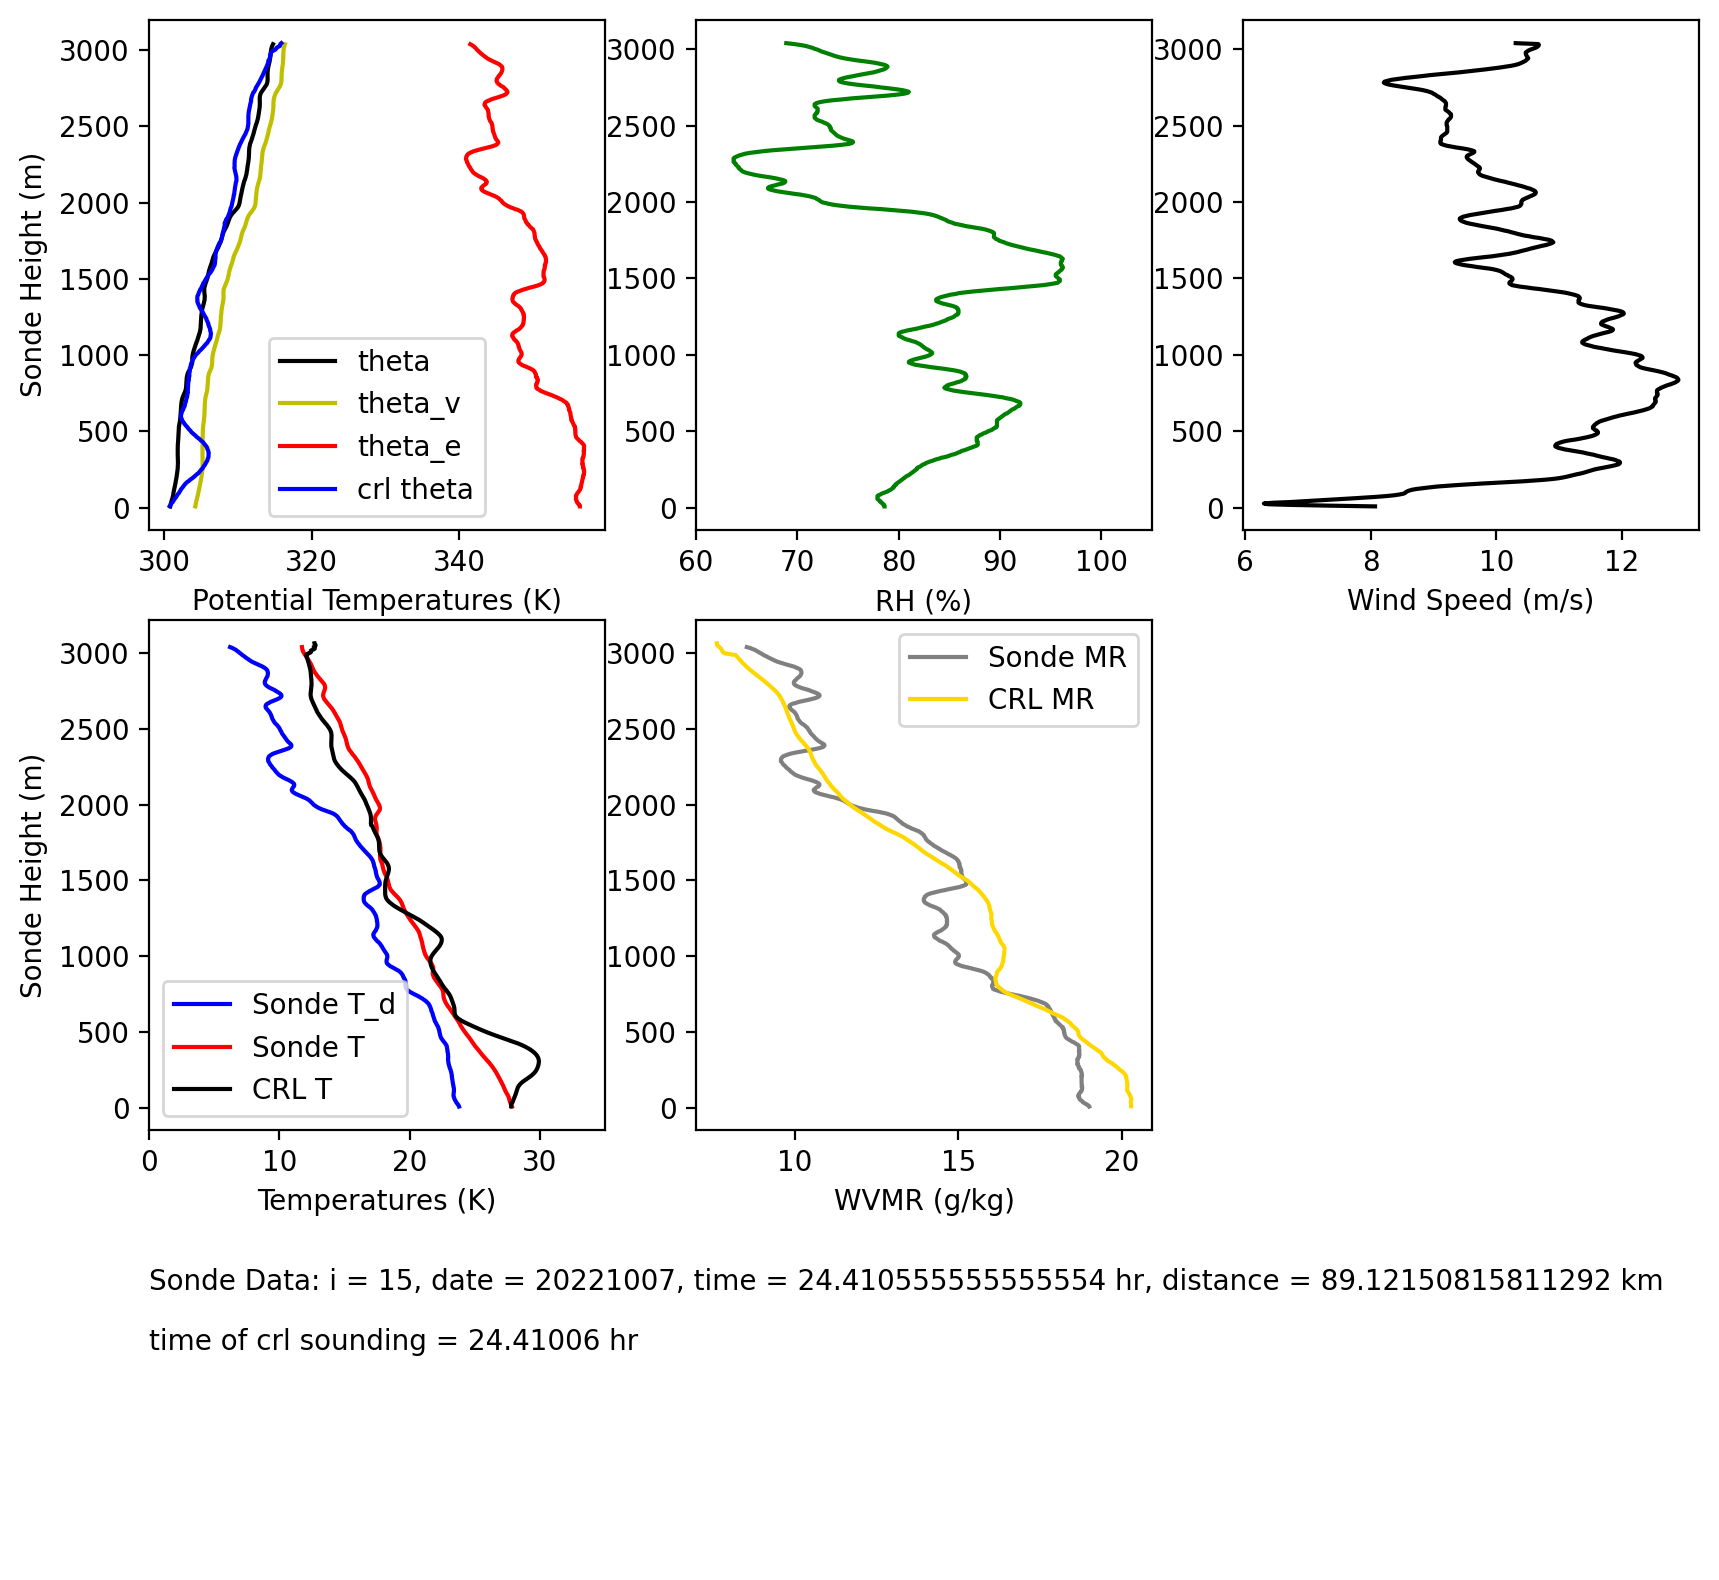 3000
2500
2000
1500
1000
500
0
Sonde Height (m)
theta
theta_v
theta_e
crl theta
300 320 340
Potential Temperatures (K)
3000
2500
2000
1500
1000
500
0
60 70 80 90 100
RH (%)
3000
2500
2000
1500
1000
500
0
6 8 10 12
Wind Speed (m/s)
3000
2500
2000
1500
1000
500
0
Sonde Height (m)
Sonde T_d
Sonde T
CRL T
0 10 20 30
Temperatures (K)
3000
2500
2000
1500
1000
500
0
Sonde MR
CRL MR
10 15 20
WVMR (g/kg)
Sonde Data: i = 15, date = 20221007, time = 24.410555555555554 hr, distance = 89.12150815811292 km
time of crl sounding = 24.41006 hr